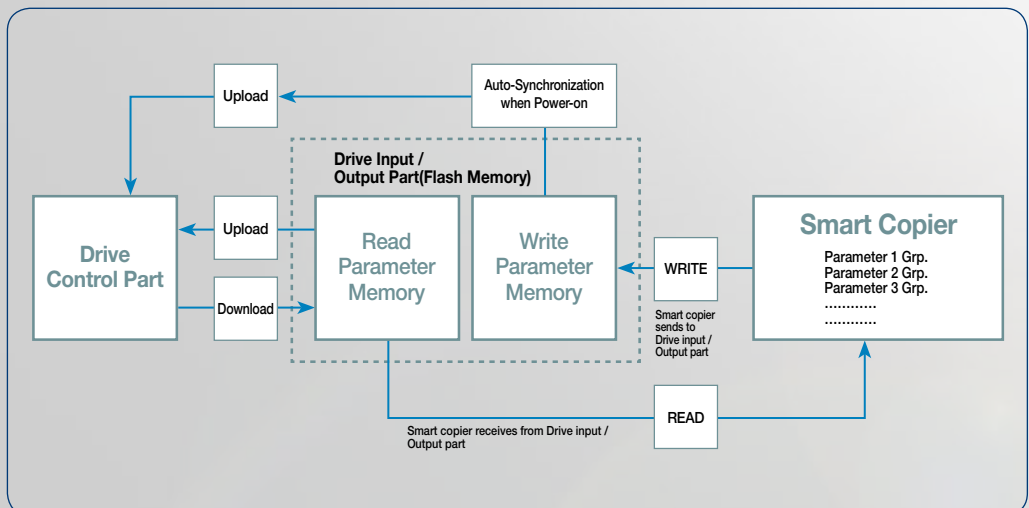 Upload
Auto-Synchronization
when Power-on
Drive Input /
Output Part(Flash Memory)
Drive
Control Part
Upload
Download
Read
Parameter
Memory
Write
Parameter
Memory
WRITE
Smart copier
sends to
Drive input /
Output part
Smart Copier
Parameter 1 Grp.
Parameter 2 Grp.
Parameter 3 Grp.
............
............
READ
Smart copier receives from Drive input /
Output part